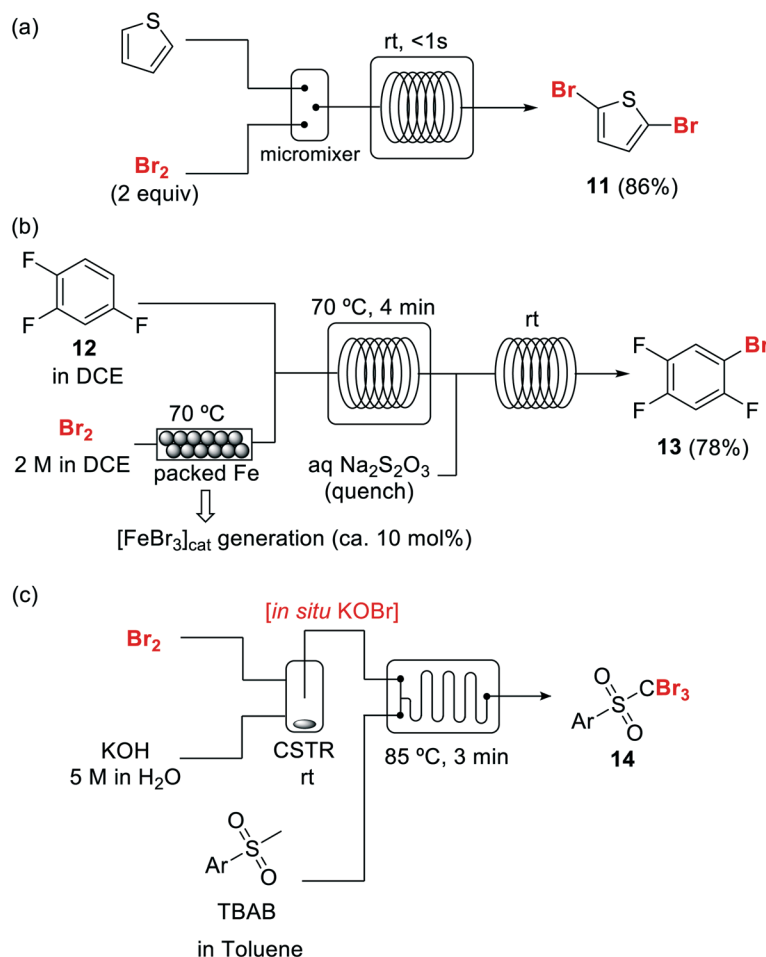 (a)
S
rt, <1s
Br
S
Br
Br2
(2 equiv)
micromixer
11 (86%)
(b)
F
F
F
12
in DCE
70 ºC, 4 min
rt
Br2
2 M in DCE
70 ºC
packed Fe
aq Na2S2O3
(quench)
F
Br
F
F
13 (78%)
[FeBr3]cat generation (ca. 10 mol%)
(c)
[in situ KOBr]
Br2
KOH
5 M in H2O
CSTR
rt
85 ºC, 3 min
O
S
CBr3
Ar
O
14
O
S
Ar
O
TBAB
in Toluene